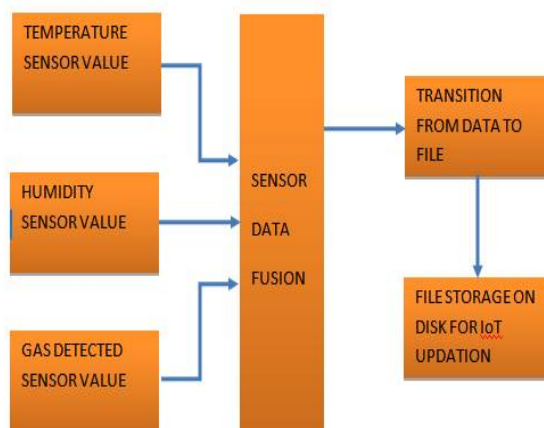 TEMPERATURE
SENSOR VALUE
HUMIDITY
SENSOR VALUE
GAS DETECTED
SENSOR VALUE
SENSOR
DATA
FUSION
TRANSITION
FROM DATA TO
FILE
FILE STORAGE ON
DISK FOR IoT
UPDATION